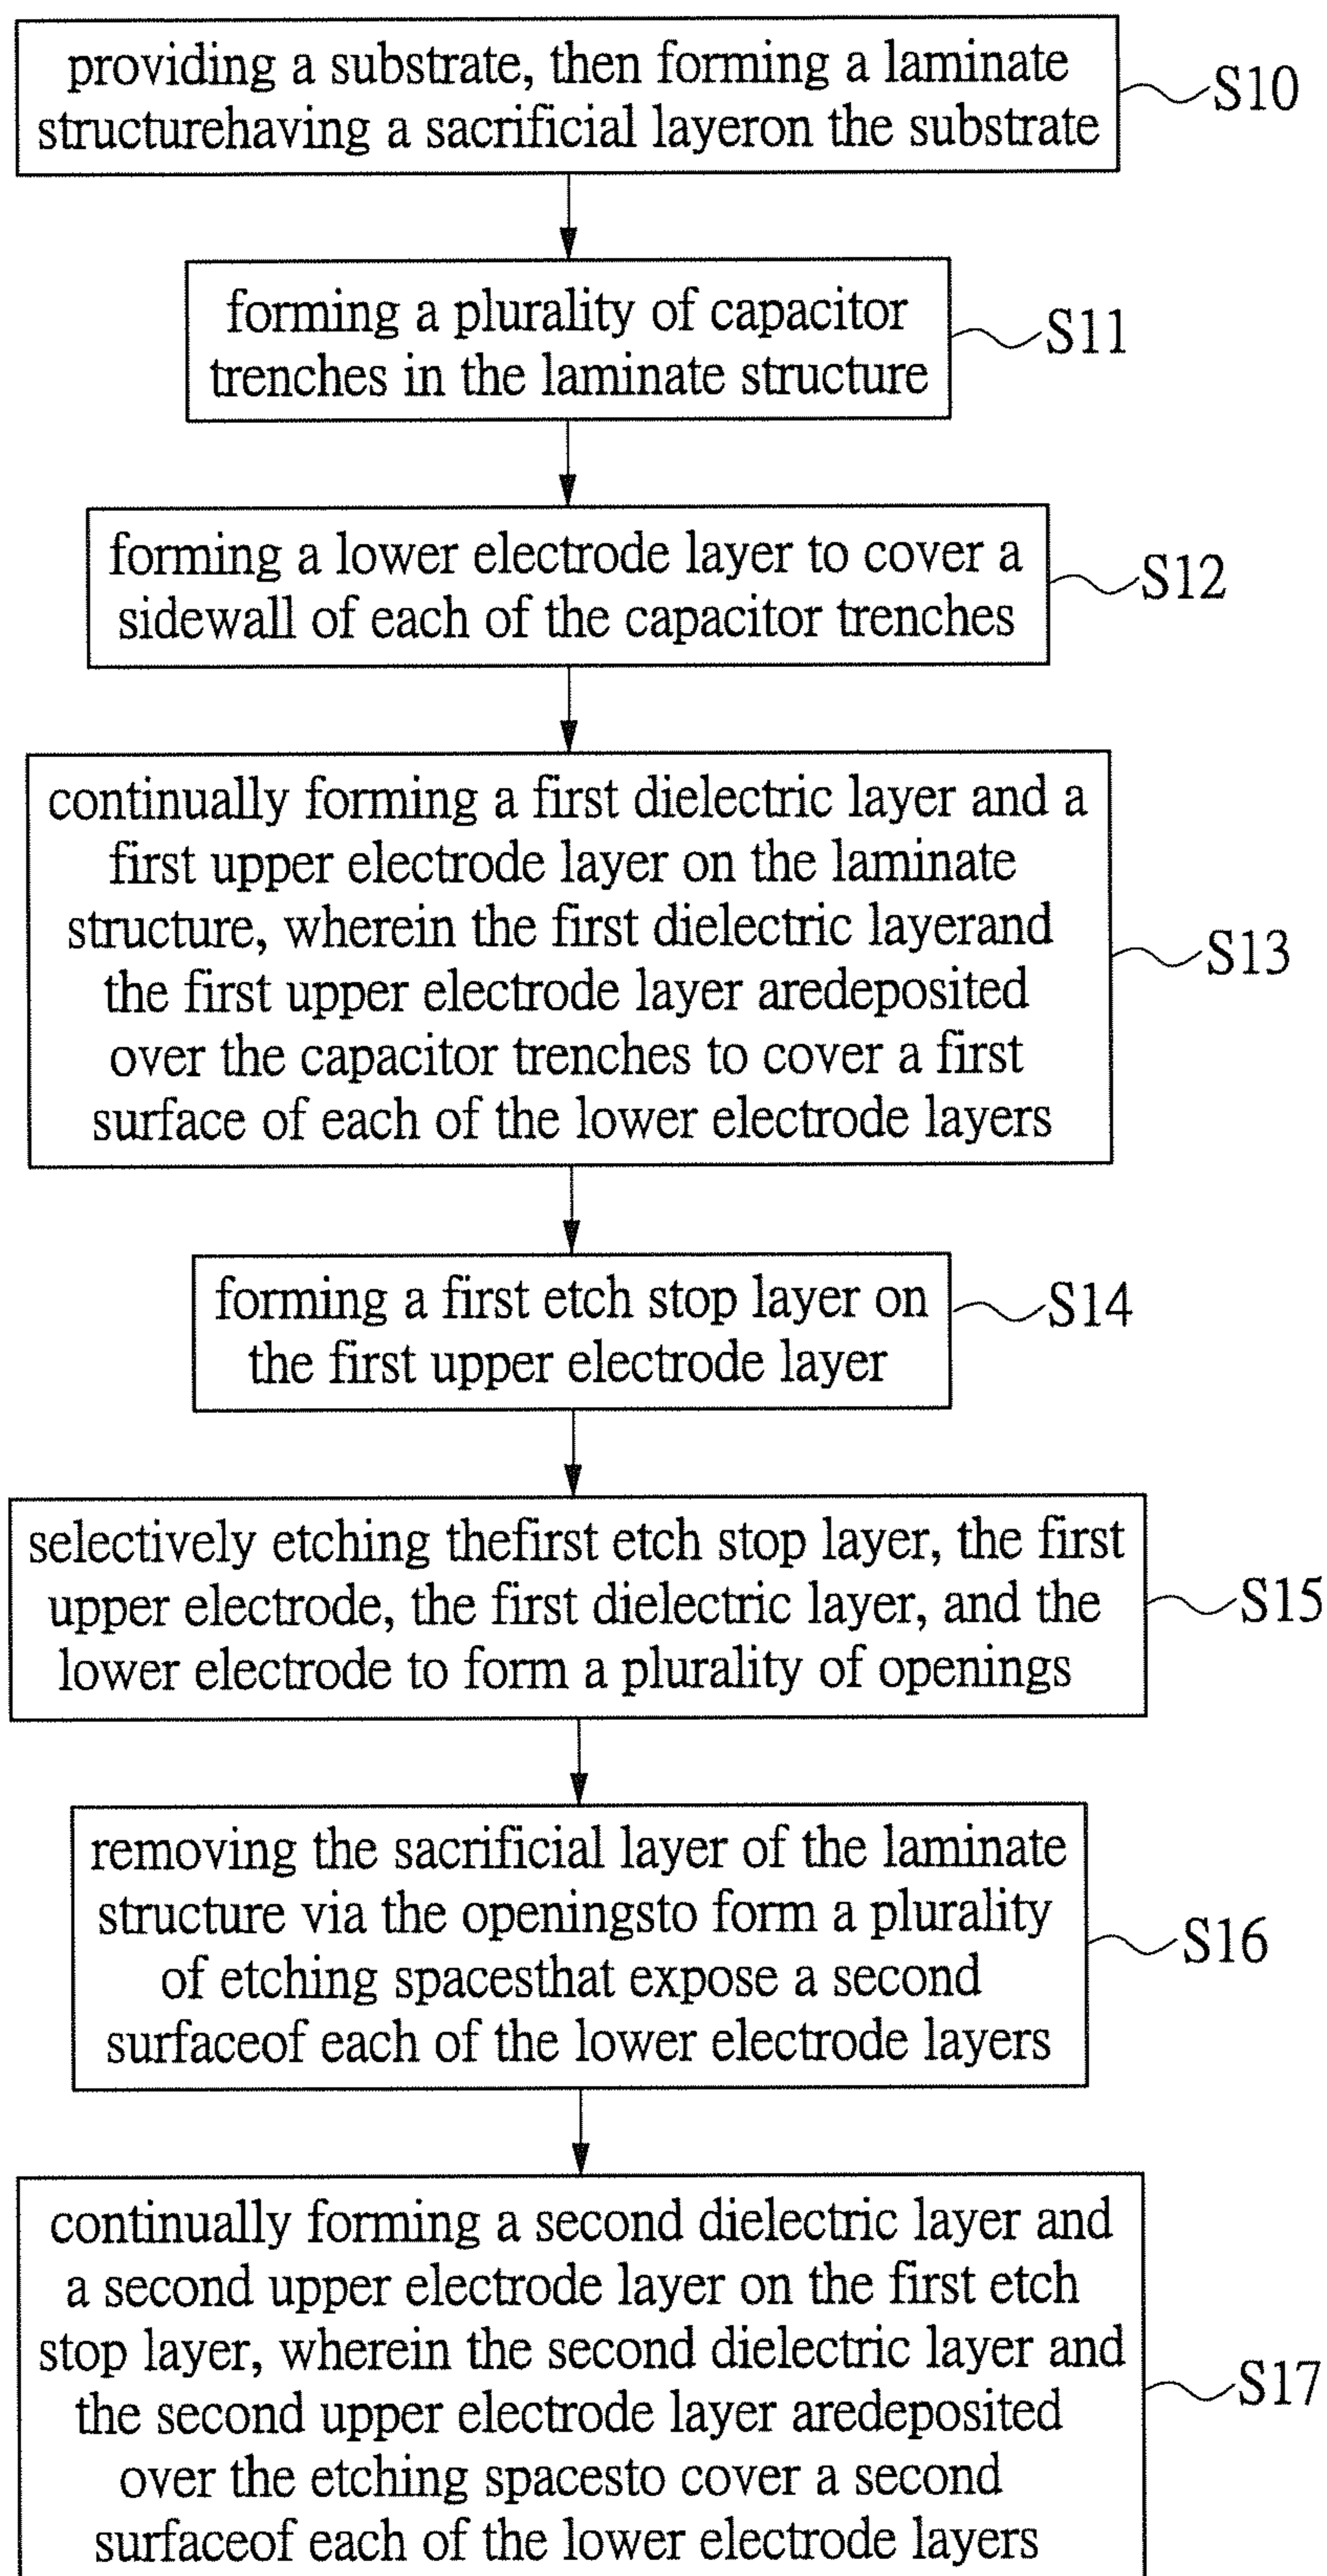 providing a substrate, then forming a laminate
structurehaving a sacrificial layeron the substrate
S10
forming a plurality of capacitor
trenches in the laminate structure
S11
forming a lower electrode layer to cover a
sidewall of each of the capacitor trenches
S12
continually forming a first dielectric layer and a
first upper electrode layer on the laminate
structure, wherein the first dielectric layerand
the first upper electrode layer aredeposited
over the capacitor trenches to cover a first
surface of each of the lower electrode layers
S13
forming a first etch stop layer on
the first upper electrode layer
S14
selectively etching thefirst etch stop layer, the first
upper electrode, the first dielectric layer, and the
lower electrode to form a plurality of openings
S15
removing the sacrificial layer of the laminate
structure via the openingsto form a plurality
of etching spacesthat expose a second
surfaceof each of the lower electrode layers
S16
continually forming a second dielectric layer and
a second upper electrode layer on the first etch
stop layer, wherein the second dielectric layer and
the second upper electrode layer aredeposited
over the etching spacesto cover a second
surfaceof each of the lower electrode layers
S17